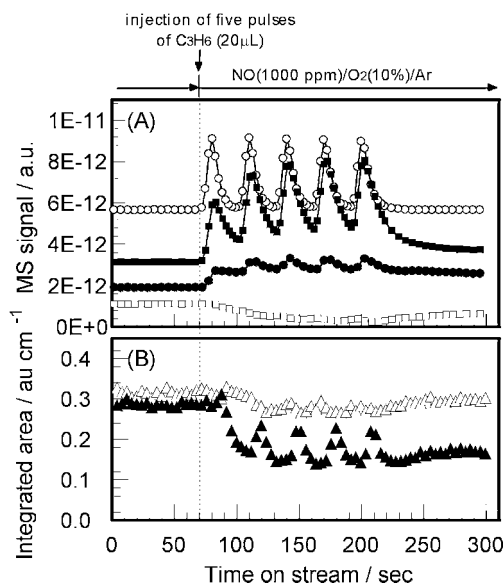 injection of five pulses
of C3H6 (20µL)
NO(1000 ppm)/O2(10%)/Ar
(A)
MS signal / a.u.
1E-11
8E-12
6E-12
4E-12
2E-12
0E+0
(B)
Integrated area / au cm-1
0.4
0.3
0.2
0.1
0.0
0 50 100 150 200 250 300
Time on stream / sec